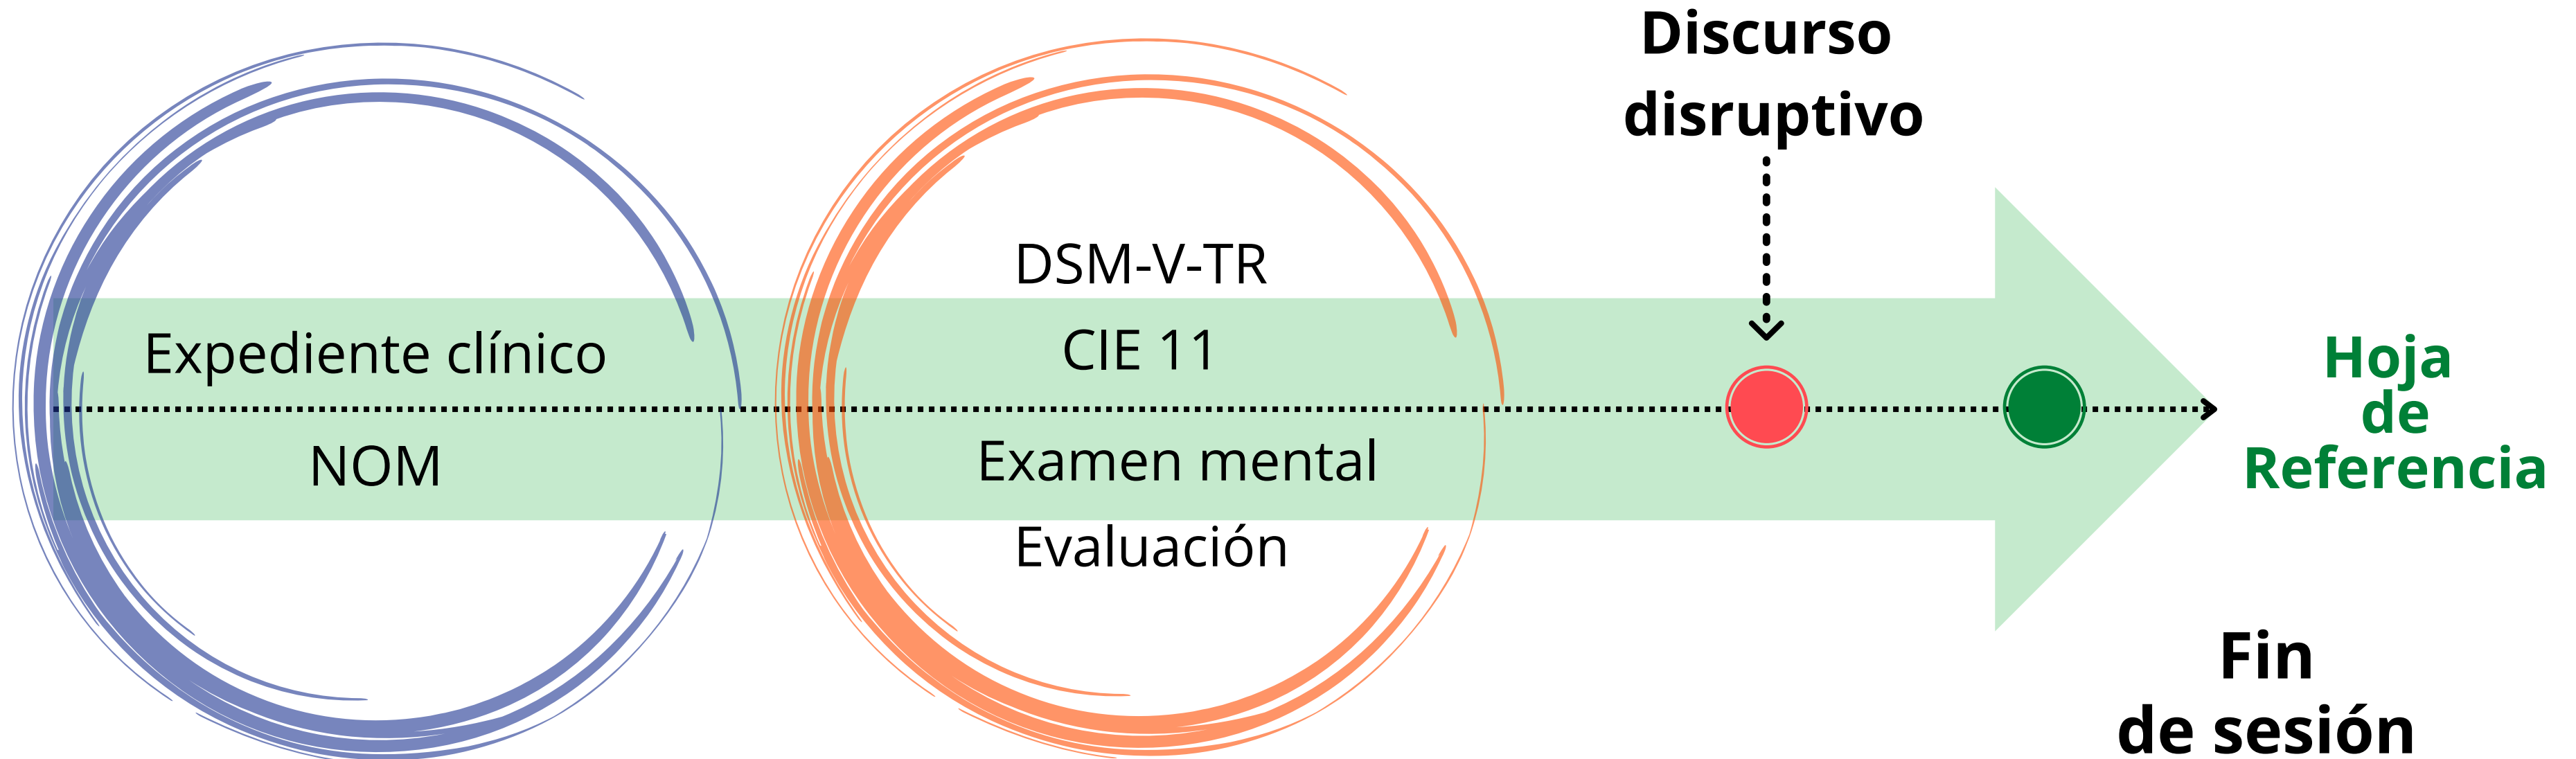 Expediente clínico
NOM
DSM-V-TR
CIE 11
Examen mental
Evaluación
Discurso
disruptivo
Hoja
de
Referencia
Fin
de sesión